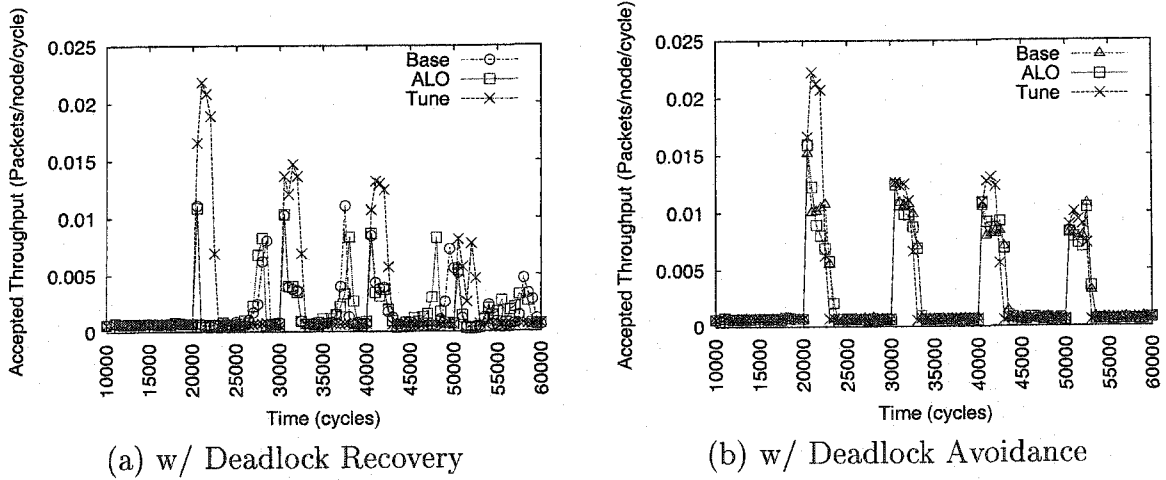 Accepted Throughput (Packets/node/cycle)
0.025
0.02
0.015
0.01
0.005
0
Base
ALO
Tune
10000
15000
20000
25000
30000
35000
40000
45000
50000
55000
60000
Time (cycles)
(a) w/ Deadlock Recovery
Accepted Throughput (Packets/node/cycle)
0.025
0.02
0.015
0.01
0.005
0
Base
ALO
Tune
10000
15000
20000
25000
30000
35000
40000
45000
50000
55000
60000
Time (cycles)
(b) w/ Deadlock Avoidance